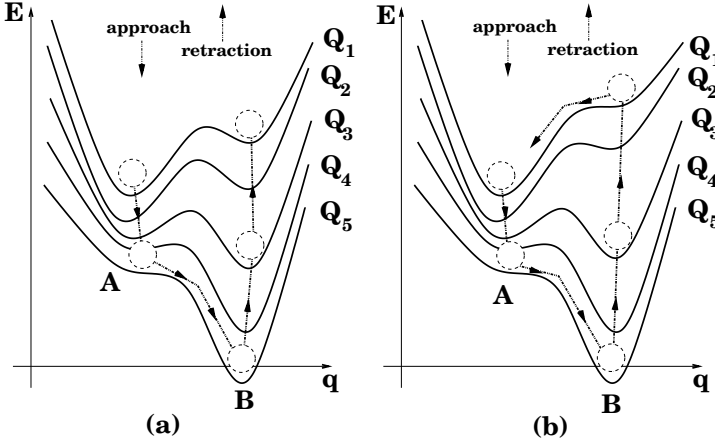 E
approach
retraction
Q1
Q2
Q3
Q4
Q5
A
B
q
(a)
E
approach
retraction
Q1
Q2
Q3
Q4
Q5
A
B
q
(b)